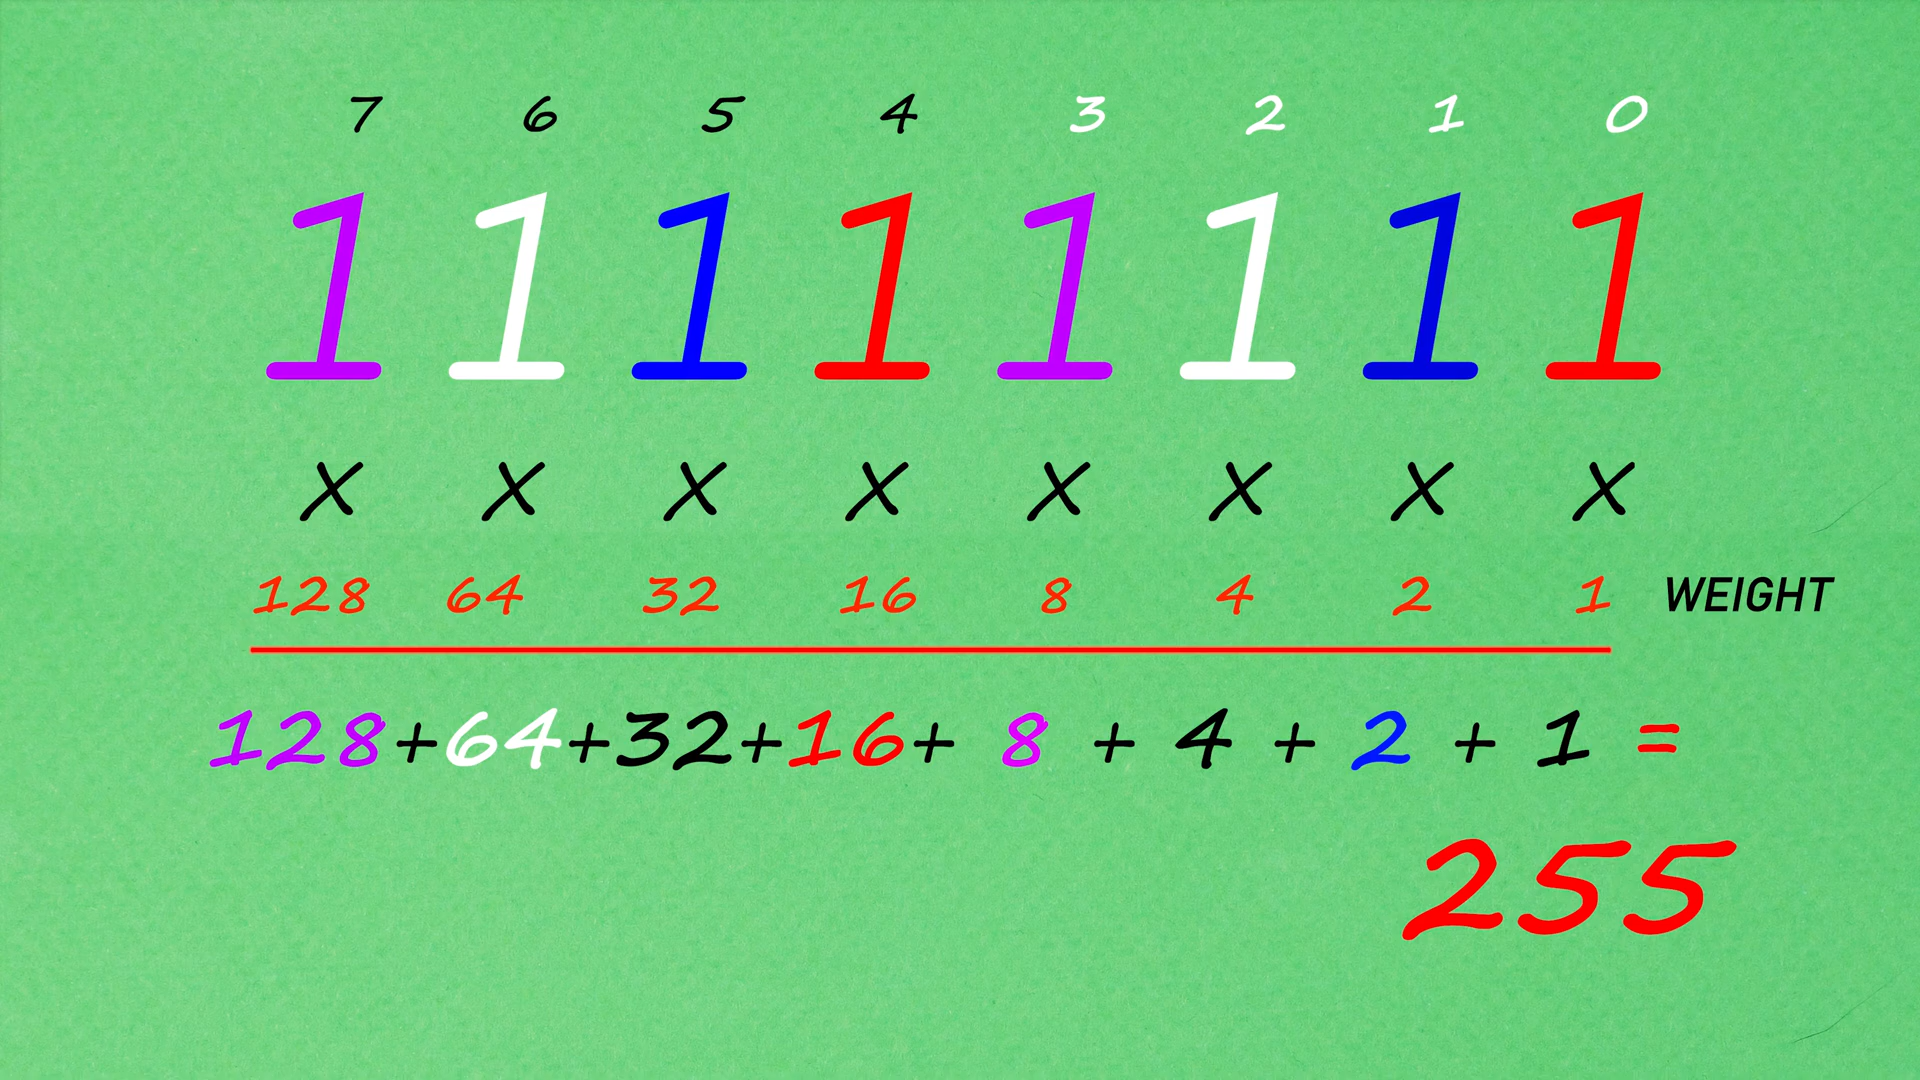 7 6 5 4 3 2 1 0
1 1 1 1 1 1 1 1
X X X X X X X X
128 64 32 16 8 4 2 1 WEIGHT
128+64+32+16+ 8 + 4 + 2 + 1 =
255